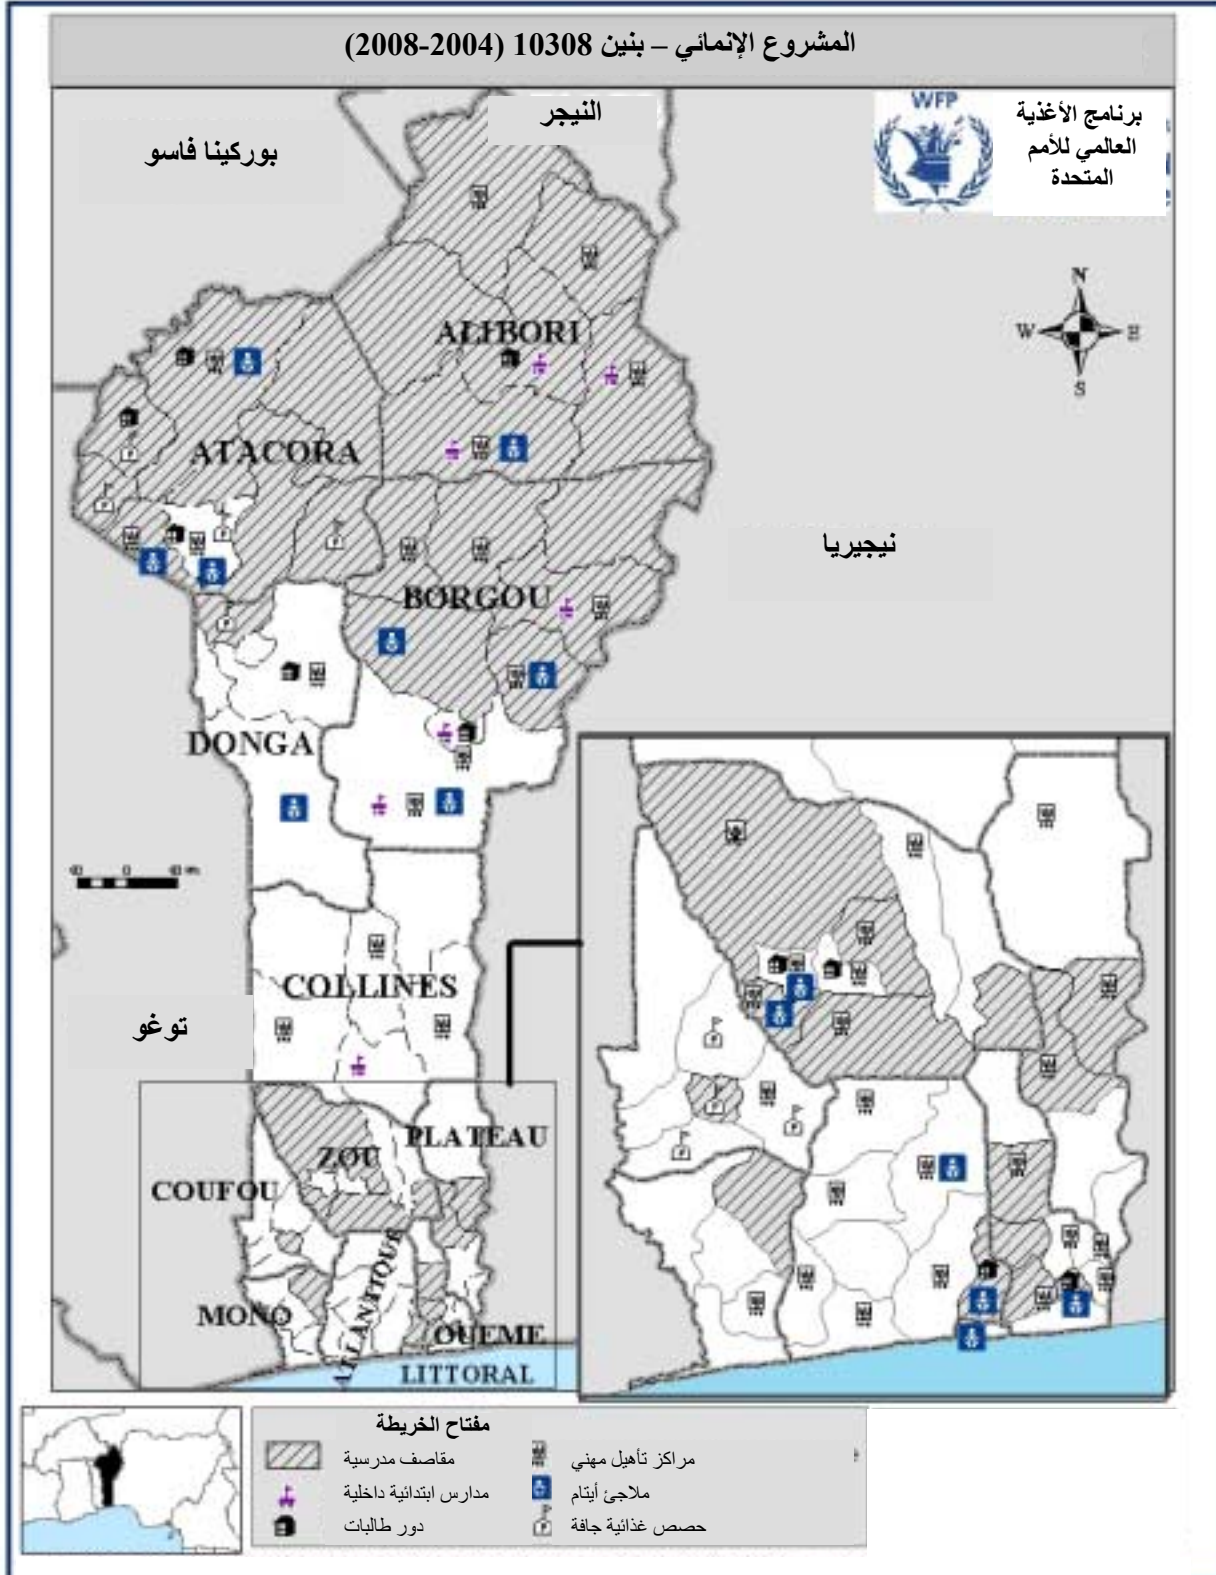 المشروع الإنمائي – بنين 10308 (2004-2008)
النيجر
بوركينا فاسو
WFP
برنامج الأغذية
العالمي للأمم
المتحدة
N
W
E
S
ALIBORI
ATACORA
نيجيريا
BORGOU
DONGA
COLLINES
توغو
PLATEAU
ZOU
COUFOU
ATLANTIQUE
MONO
OUEME
LITTORAL
مفتاح الخريطة
مقاصف مدرسية
مراكز تأهيل مهني
مدارس ابتدائية داخلية
ملاجئ أيتام
دور طالبات
حصص غذائية جافة